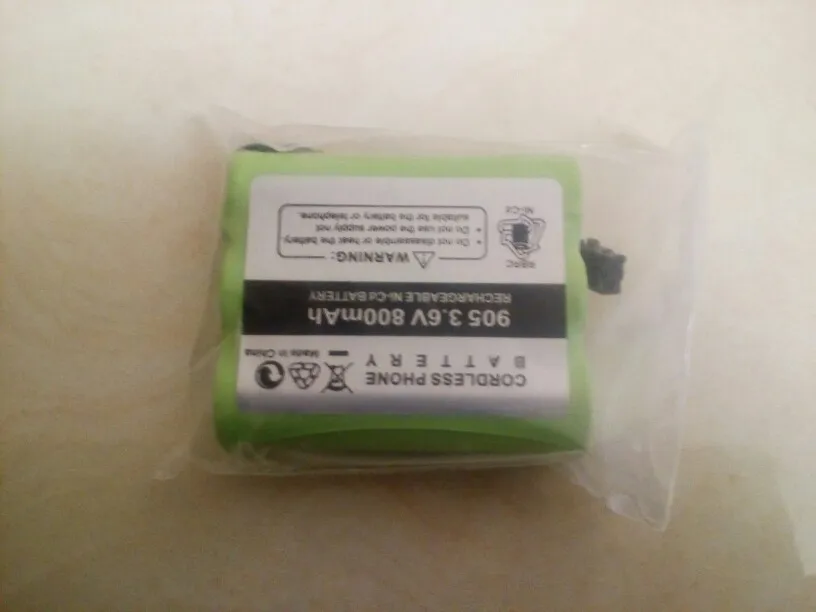 CORDLESS PHONE
BATTERY
Made in China
905 3.6V 800mAh
RECHARGEABLE Ni-Cd BATTERY
RBRC
Ni-Cd
WARNING:
• Do not disassemble or heat the battery.
• Do not use the power supply not
suitable for the battery or telephone.